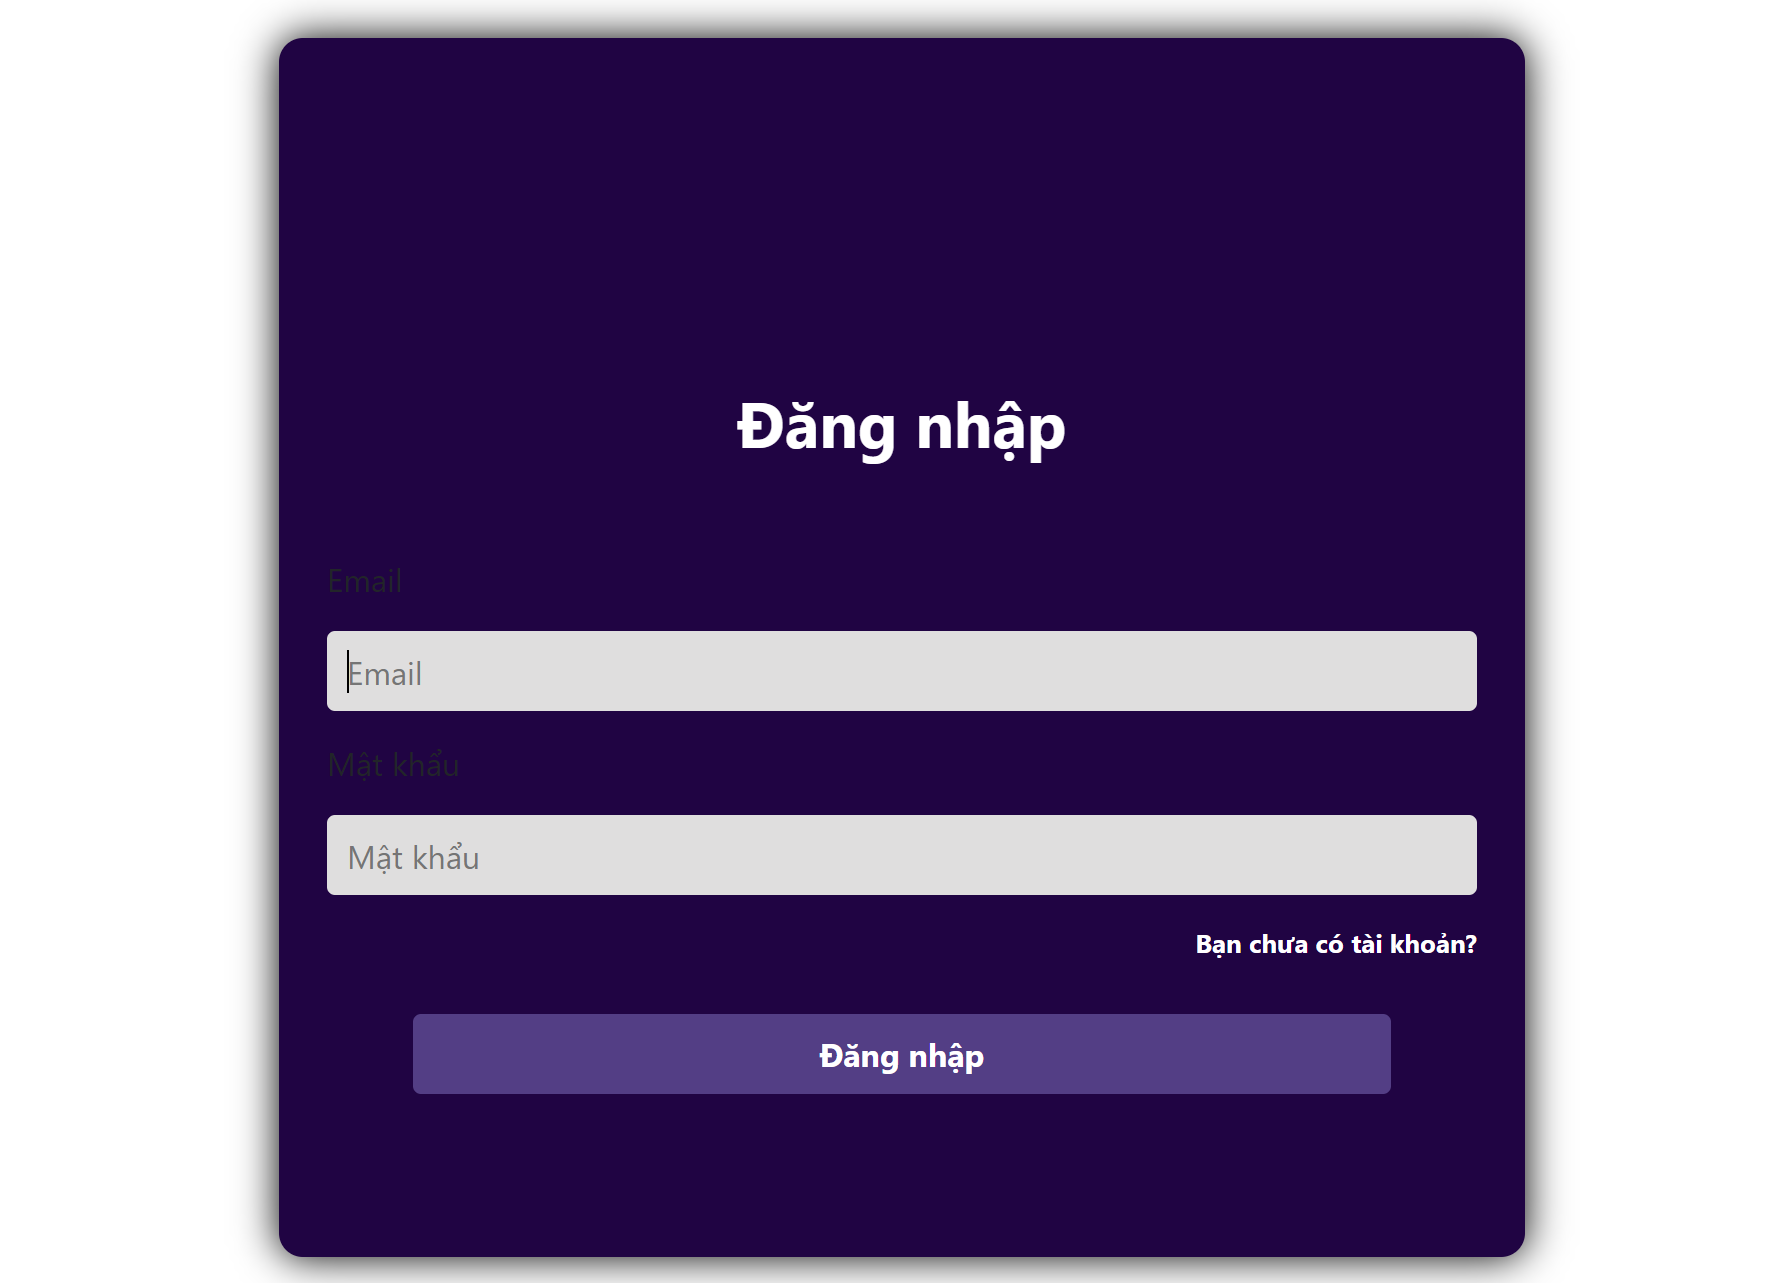 Đăng nhập
Email
Email
Mật khẩu
Mật khẩu
Bạn chưa có tài khoản?
Đăng nhập